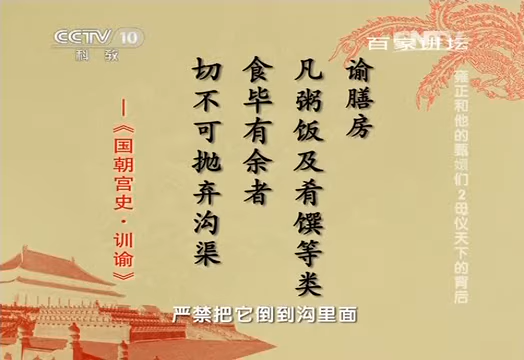 CCTV 10
科教
百家讲坛
谕膳房
凡粥饭及肴馔等类
食毕有余者
切不可抛弃沟渠
—《国朝宫史·训谕》
雍正和他的甄嬛们2母仪天下的背后
严禁把它倒到沟里面